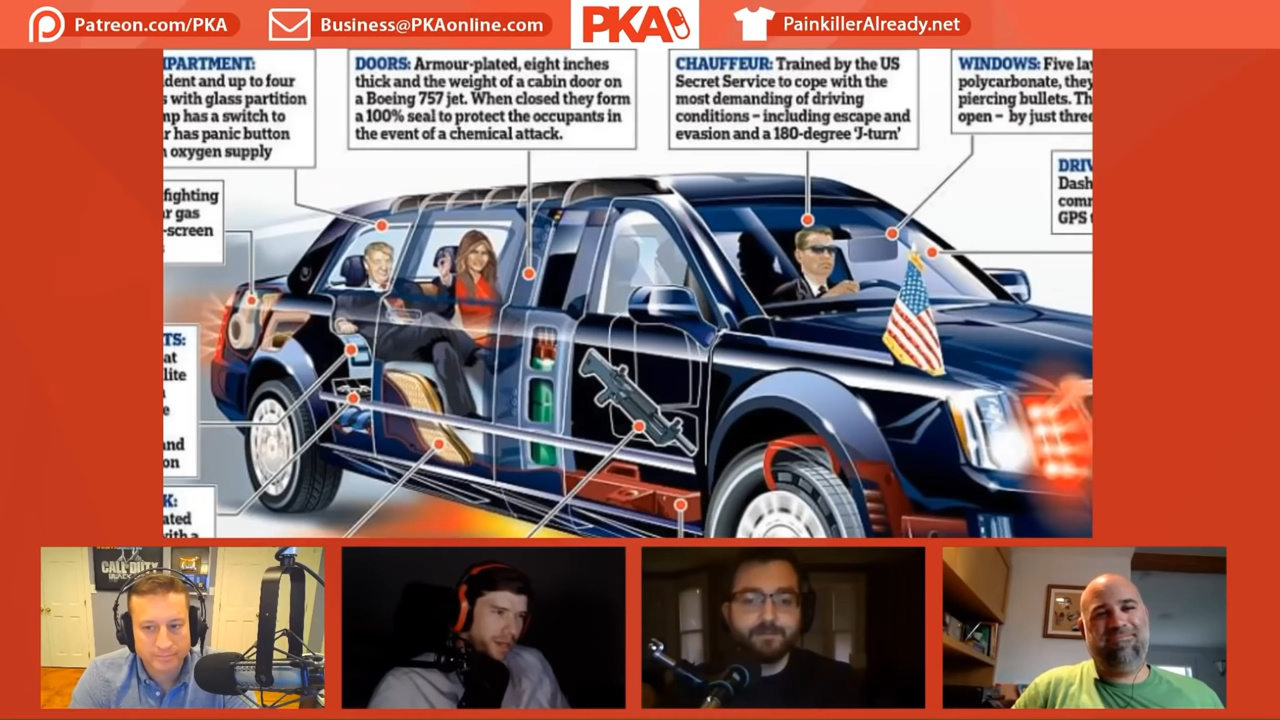 Patreon.com/PKA
Business@PKAonline.com
PKA
PainkillerAlready.net
PARTMENT:
dent and up to four
s with glass partition
np has a switch to
r has panic button
oxygen supply
DOORS: Armour-plated, eight inches
thick and the weight of a cabin door on
a Boeing 757 jet. When closed they form
a 100% seal to protect the occupants in
the event of a chemical attack.
CHAUFFEUR: Trained by the US
Secret Service to cope with the
most demanding of driving
conditions – including escape and
evasion and a 180-degree 'J-turn'
WINDOWS: Five lay
polycarbonate, they
piercing bullets. Th
open – by just three
DRIV
Dash
comm
GPS
fighting
r gas
-screen
TS:
at
lite
e
and
on
K:
ated
with a
CALL OF DUTY
BLACK